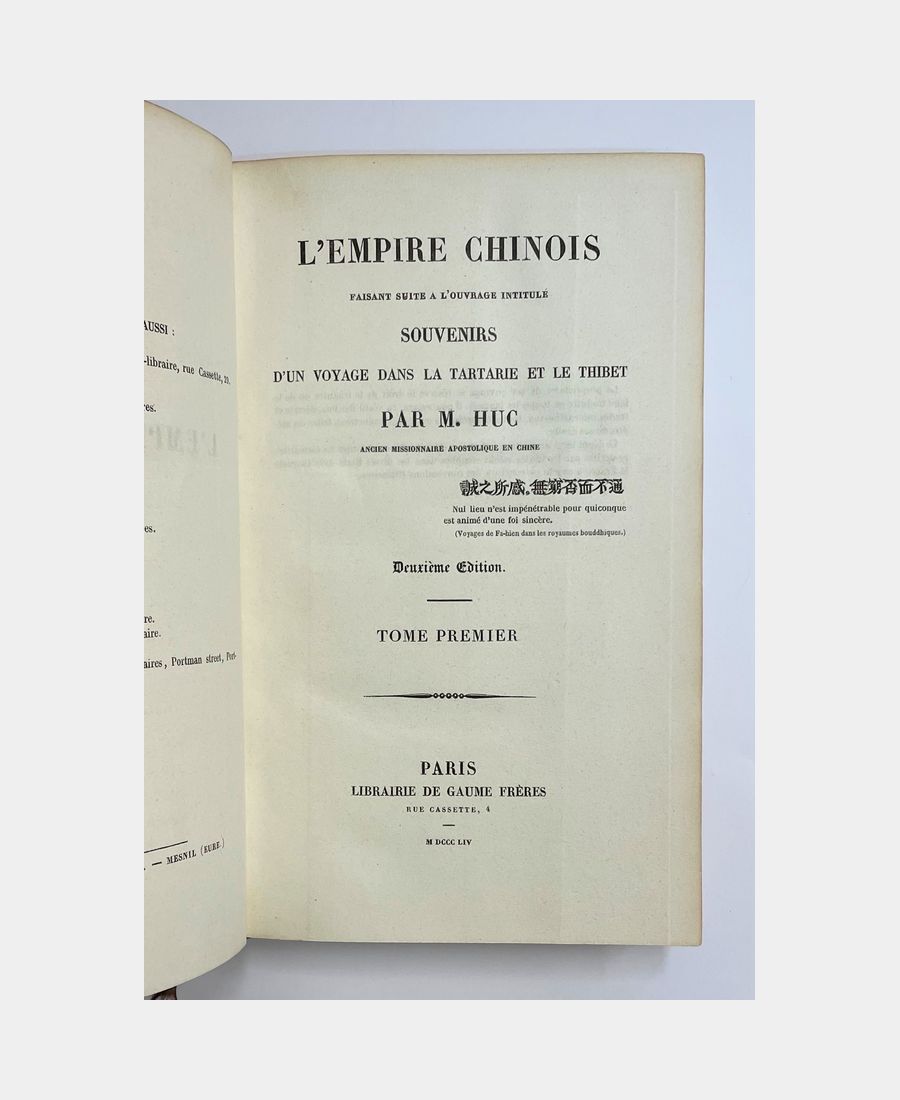 AUSSI :
-libraire, rue Cassette, 20.
res.
es.
re.
aire.
aires, Portman street, Port-
. — MESNIL (EURE.)
L'EMPIRE CHINOIS
FAISANT SUITE A L'OUVRAGE INTITULÉ
SOUVENIRS
D'UN VOYAGE DANS LA TARTARIE ET LE THIBET
PAR M. HUC
ANCIEN MISSIONNAIRE APOSTOLIQUE EN CHINE
誠之所感。無窮否而不通
Nul lieu n'est impénétrable pour quiconque
est animé d'une foi sincère.
(Voyages de Fa-hien dans les royaumes bouddhiques.)
Deuxième Édition.
TOME PREMIER
PARIS
LIBRAIRIE DE GAUME FRÈRES
RUE CASSETTE, 4
M DCCC LIV